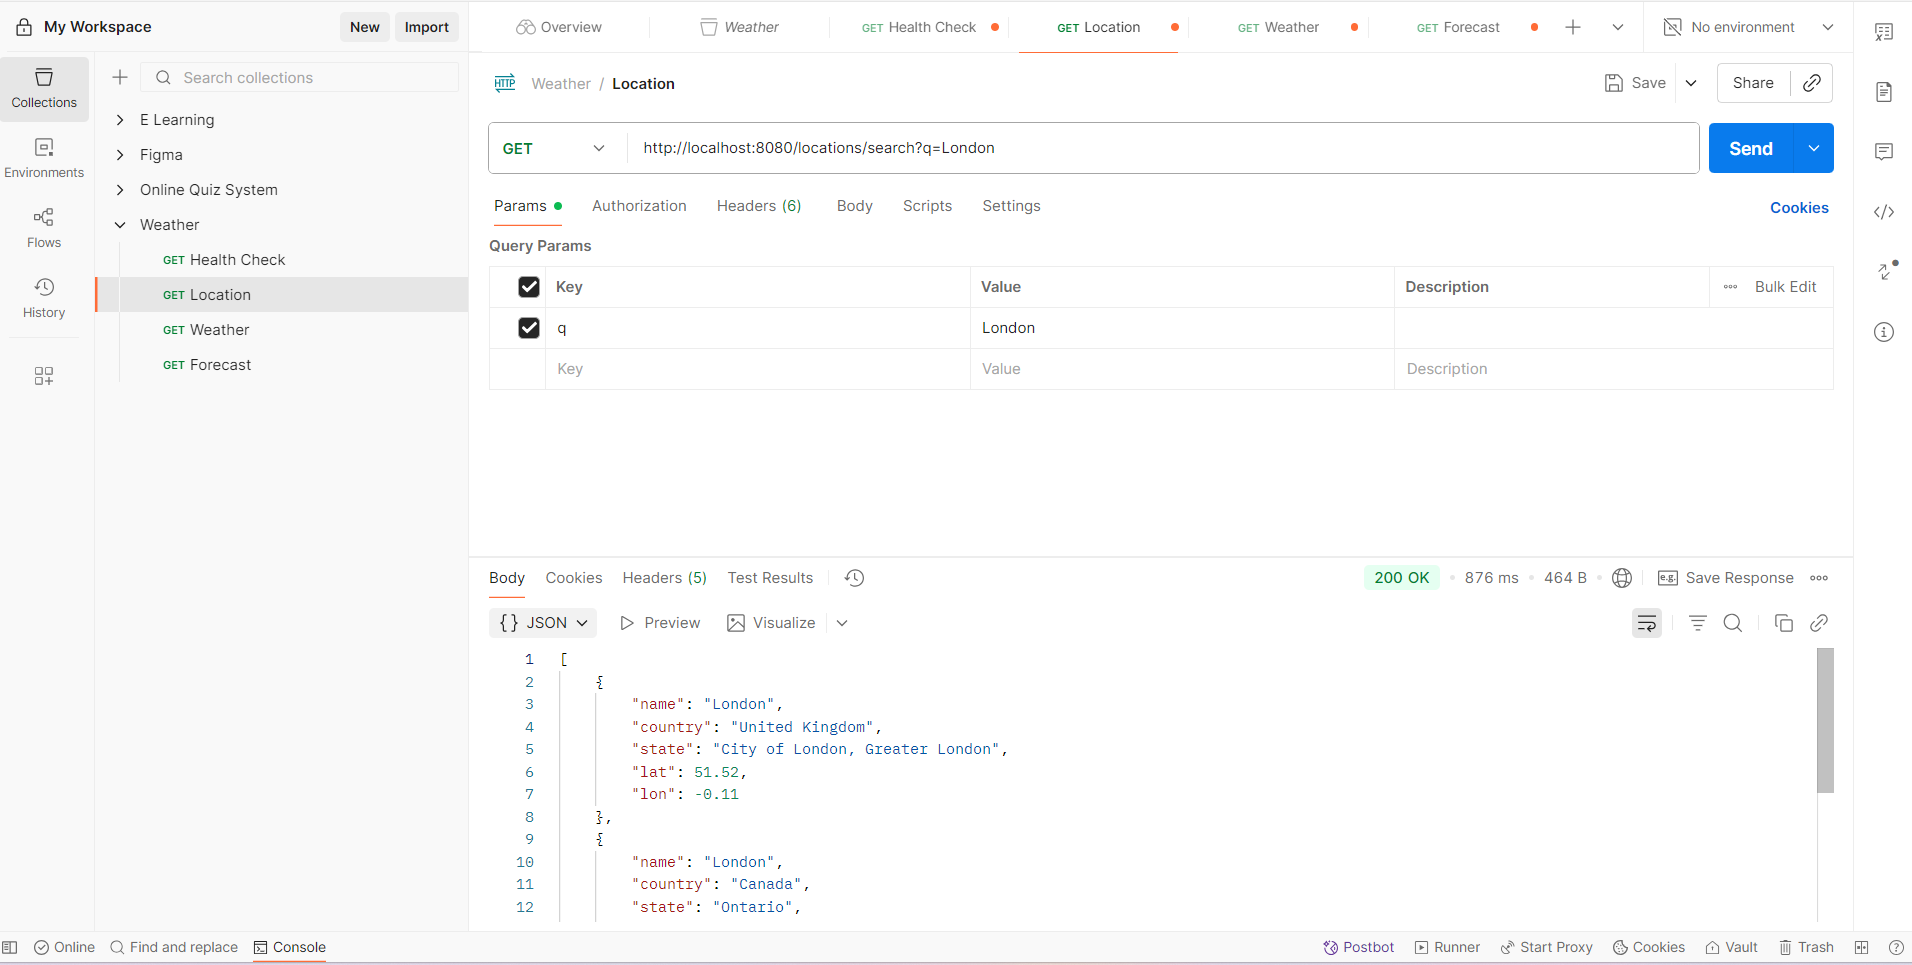 My Workspace New Import
Overview Weather GET Health Check GET Location GET Weather GET Forecast No environment
Collections
Environments
Flows
History
Search collections
E Learning
Figma
Online Quiz System
Weather
GET Health Check
GET Location
GET Weather
GET Forecast
HTTP Weather / Location Save Share
GET http://localhost:8080/locations/search?q=London Send
Params Authorization Headers (6) Body Scripts Settings Cookies
Query Params
Key Value Description Bulk Edit
q London
Key Value Description
Body Cookies Headers (5) Test Results 200 OK 876 ms 464 B e.g. Save Response
{} JSON Preview Visualize
1 [
2 {
3 "name": "London",
4 "country": "United Kingdom",
5 "state": "City of London, Greater London",
6 "lat": 51.52,
7 "lon": -0.11
8 },
9 {
10 "name": "London",
11 "country": "Canada",
12 "state": "Ontario",
Online Find and replace Console Postbot Runner Start Proxy Cookies Vault Trash